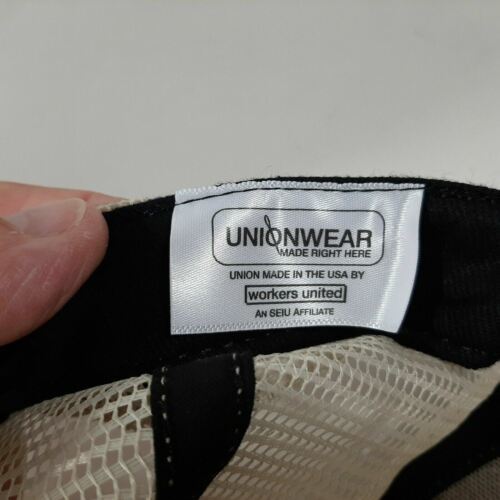 UNIONWEAR
MADE RIGHT HERE
UNION MADE IN THE USA BY
workers united
AN SEIU AFFILIATE